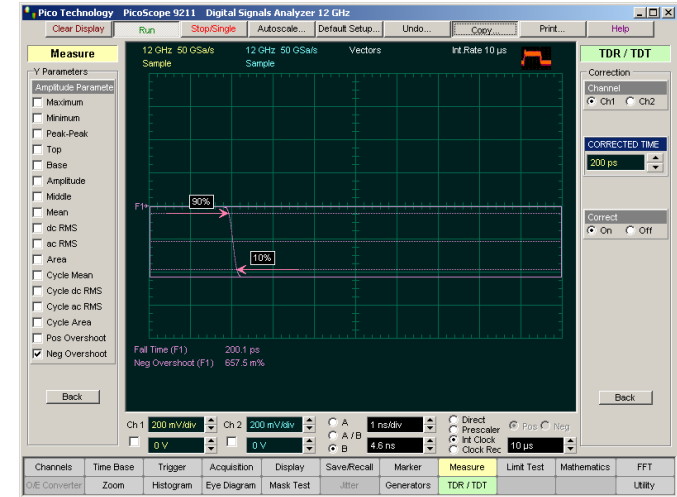 Pico Technology PicoScope 9211 Digital Signals Analyzer 12 GHz
Clear Display Run Stop/Single Autoscale... Default Setup... Undo... Copy... Print... Help
Measure
Y Parameters
Amplitude Paramete
Maximum
Minimum
Peak-Peak
Top
Base
Amplitude
Middle
Mean
dc RMS
ac RMS
Area
Cycle Mean
Cycle dc RMS
Cycle ac RMS
Cycle Area
Pos Overshoot
Neg Overshoot
Back
12 GHz 50 GSa/s 12 GHz 50 GSa/s Vectors Int.Rate 10 µs
Sample Sample
F1
90%
10%
Fall Time (F1) 200.1 ps
Neg Overshoot (F1) 657.5 m%
TDR / TDT
Correction
Channel
Ch1 Ch2
CORRECTED TIME
200 ps
Correct
On Off
Back
Ch 1 200 mV/div Ch 2 200 mV/div A 1 ns/div Direct Pos Neg
A / B Prescaler
0 V 0 V B 4.6 ns Int Clock 10 µs
Clock Rec
Channels Time Base Trigger Acquisition Display Save/Recall Marker Measure Limit Test Mathematics FFT
O/E Converter Zoom Histogram Eye Diagram Mask Test Jitter Generators TDR / TDT Utility